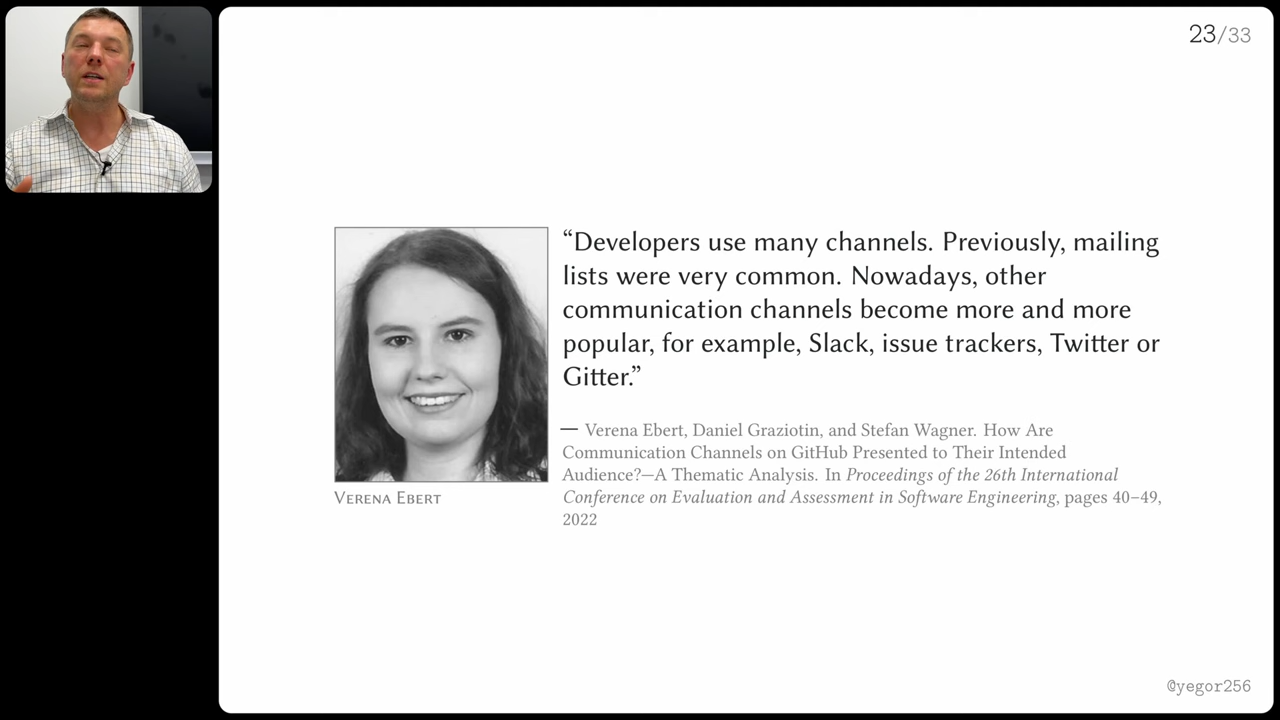 23/33
“Developers use many channels. Previously, mailing
lists were very common. Nowadays, other
communication channels become more and more
popular, for example, Slack, issue trackers, Twitter or
Gitter.”
— Verena Ebert, Daniel Graziotin, and Stefan Wagner. How Are
Communication Channels on GitHub Presented to Their Intended
Audience?—A Thematic Analysis. In Proceedings of the 26th International
Conference on Evaluation and Assessment in Software Engineering, pages 40–49,
2022
Verena Ebert
@yegor256